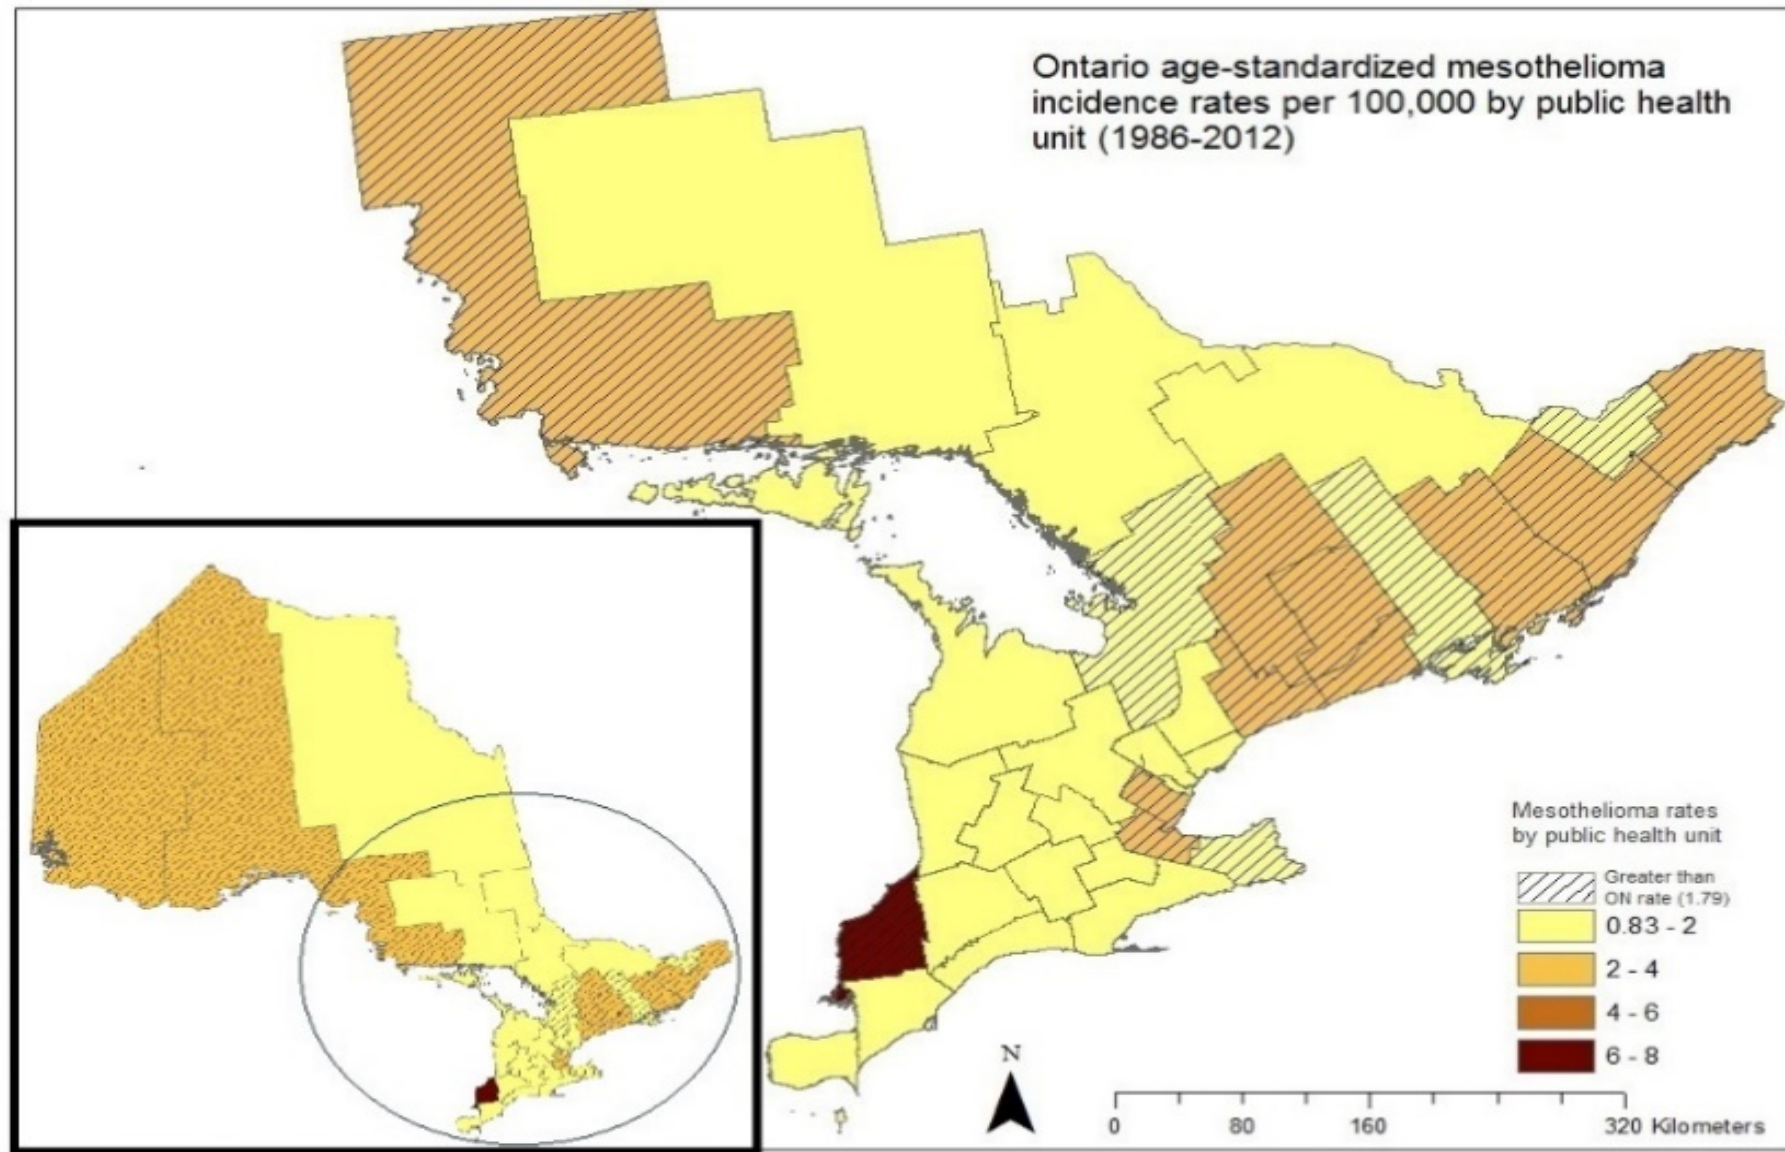 Ontario age-standardized mesothelioma
incidence rates per 100,000 by public health
unit (1986-2012)
Mesothelioma rates
by public health unit
Greater than
ON rate (1.79)
0.83 - 2
2 - 4
4 - 6
6 - 8
N
0 80 160 320 Kilometers